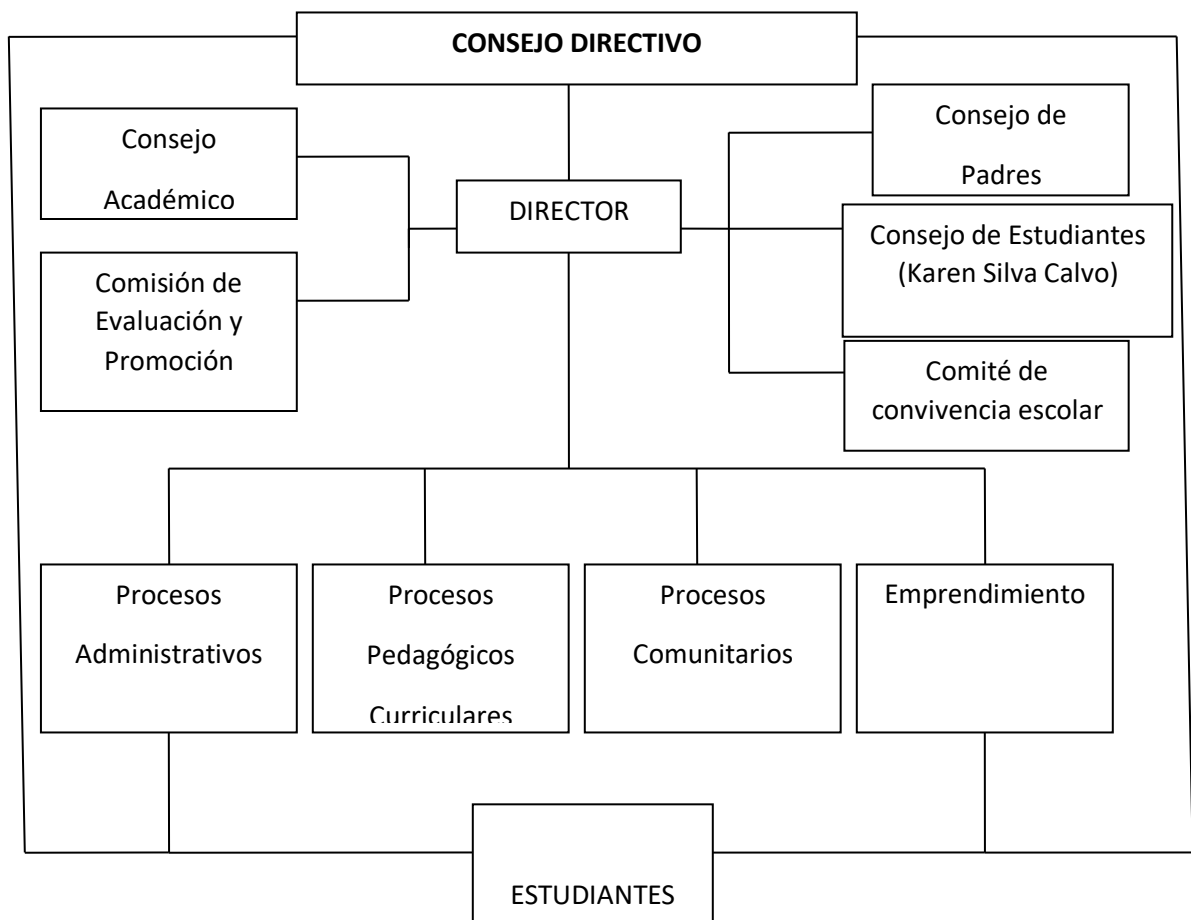 CONSEJO DIRECTIVO
Consejo
Académico
Comisión de
Evaluación y
Promoción
DIRECTOR
Consejo de
Padres
Consejo de Estudiantes
(Karen Silva Calvo)
Comité de
convivencia escolar
Procesos
Administrativos
Procesos
Pedagógicos
Curriculares
Procesos
Comunitarios
Emprendimiento
ESTUDIANTES